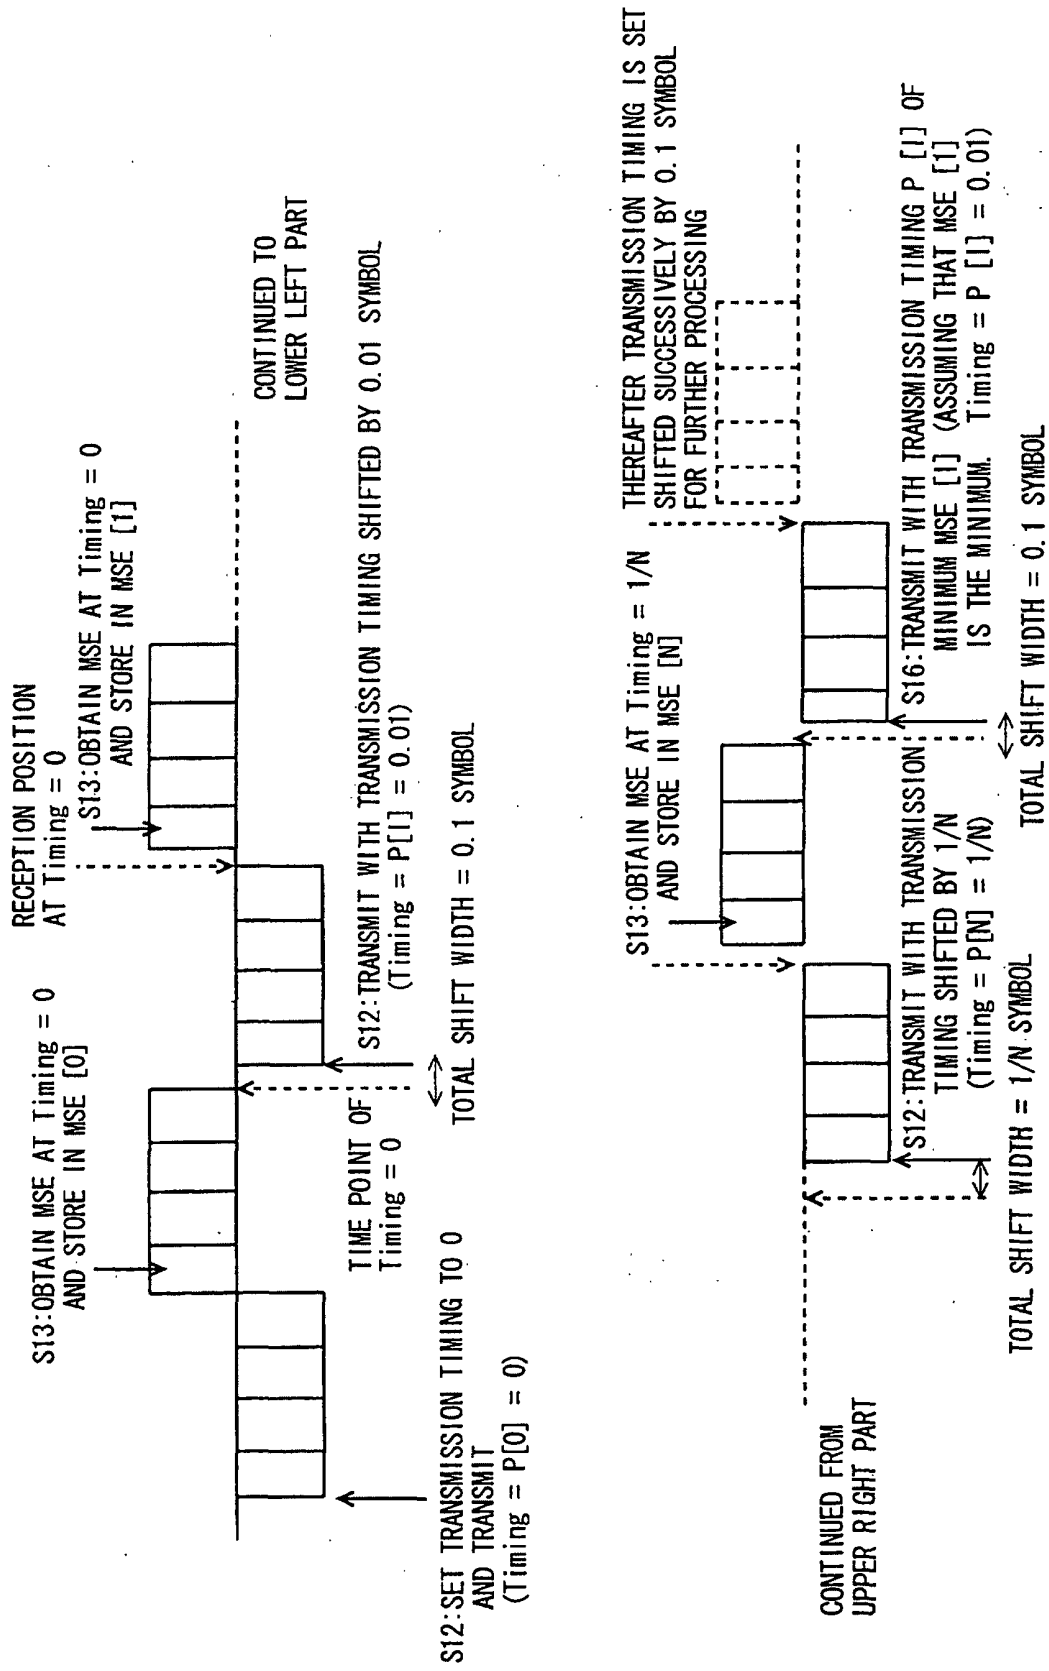 S13:OBTAIN MSE AT Timing = 0
AND STORE IN MSE [0]
RECEPTION POSITION
AT Timing = 0
S13:OBTAIN MSE AT Timing = 0
AND STORE IN MSE [1]
CONTINUED TO
LOWER LEFT PART
TIME POINT OF
Timing = 0
S12:TRANSMIT WITH TRANSMISSION TIMING SHIFTED BY 0.01 SYMBOL
(Timing = P[1] = 0.01)
TOTAL SHIFT WIDTH = 0.1 SYMBOL
S12:SET TRANSMISSION TIMING TO 0
AND TRANSMIT
(Timing = P[0] = 0)
THEREAFTER TRANSMISSION TIMING IS SET
SHIFTED SUCCESSIVELY BY 0.1 SYMBOL
FOR FURTHER PROCESSING
S13:OBTAIN MSE AT Timing = 1/N
AND STORE IN MSE [N]
CONTINUED FROM
UPPER RIGHT PART
S12:TRANSMIT WITH TRANSMISSION
TIMING SHIFTED BY 1/N
(Timing = P[N] = 1/N)
TOTAL SHIFT WIDTH = 1/N SYMBOL
S16:TRANSMIT WITH TRANSMISSION TIMING P [1] OF
MINIMUM MSE [1] (ASSUMING THAT MSE [1]
IS THE MINIMUM. Timing = P [1] = 0.01)
TOTAL SHIFT WIDTH = 0.1 SYMBOL